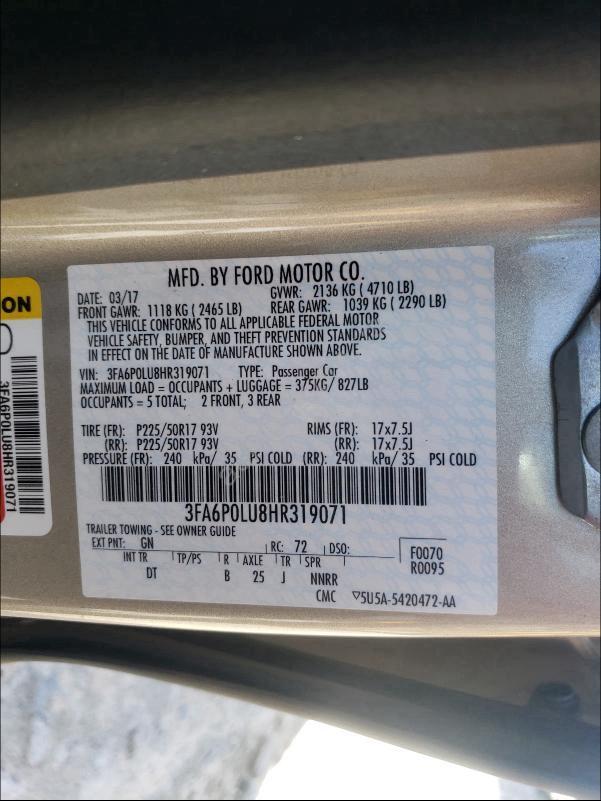 MFD. BY FORD MOTOR CO.
DATE: 03/17 GVWR: 2136 KG ( 4710 LB)
FRONT GAWR: 1118 KG ( 2465 LB) REAR GAWR: 1039 KG ( 2290 LB)
THIS VEHICLE CONFORMS TO ALL APPLICABLE FEDERAL MOTOR
VEHICLE SAFETY, BUMPER, AND THEFT PREVENTION STANDARDS
IN EFFECT ON THE DATE OF MANUFACTURE SHOWN ABOVE.
VIN: 3FA6P0LU8HR319071 TYPE: Passenger Car
MAXIMUM LOAD = OCCUPANTS + LUGGAGE = 375KG/ 827LB
OCCUPANTS = 5 TOTAL; 2 FRONT, 3 REAR
TIRE (FR): P225/50R17 93V RIMS (FR): 17x7.5J
(RR): P225/50R17 93V (RR): 17x7.5J
PRESSURE (FR): 240 kPa/ 35 PSI COLD (RR): 240 kPa/ 35 PSI COLD
3FA6P0LU8HR319071
TRAILER TOWING - SEE OWNER GUIDE
EXT PNT: GN RC: 72 DSO: F0070
INT TR TP/PS R AXLE TR SPR R0095
DT B 25 J NNRR
CMC ▽5U5A-5420472-AA
ON
3FA6P0LU8HR319071